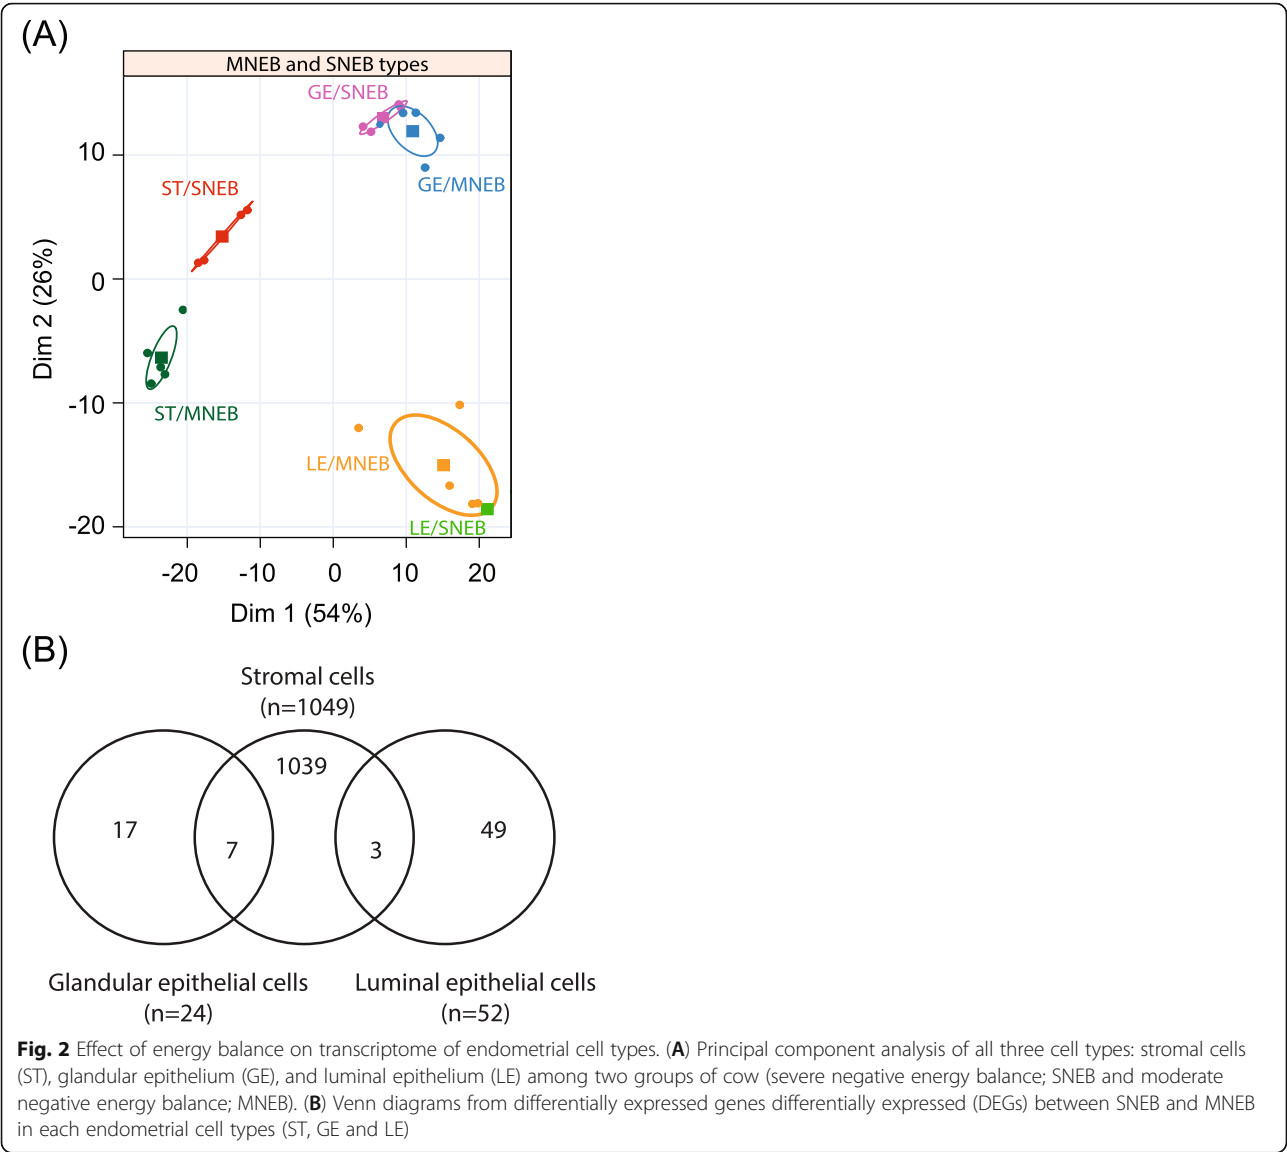 (A)
MNEB and SNEB types
GE/SNEB
10
GE/MNEB
ST/SNEB
Dim 2 (26%)
0
-10
ST/MNEB
LE/MNEB
-20
LE/SNEB
-20 -10 0 10 20
Dim 1 (54%)
(B)
Stromal cells
(n=1049)
1039
17
49
7
3
Glandular epithelial cells
(n=24)
Luminal epithelial cells
(n=52)
Fig. 2 Effect of energy balance on transcriptome of endometrial cell types. (A) Principal component analysis of all three cell types: stromal cells
(ST), glandular epithelium (GE), and luminal epithelium (LE) among two groups of cow (severe negative energy balance; SNEB and moderate
negative energy balance; MNEB). (B) Venn diagrams from differentially expressed genes differentially expressed (DEGs) between SNEB and MNEB
in each endometrial cell types (ST, GE and LE)